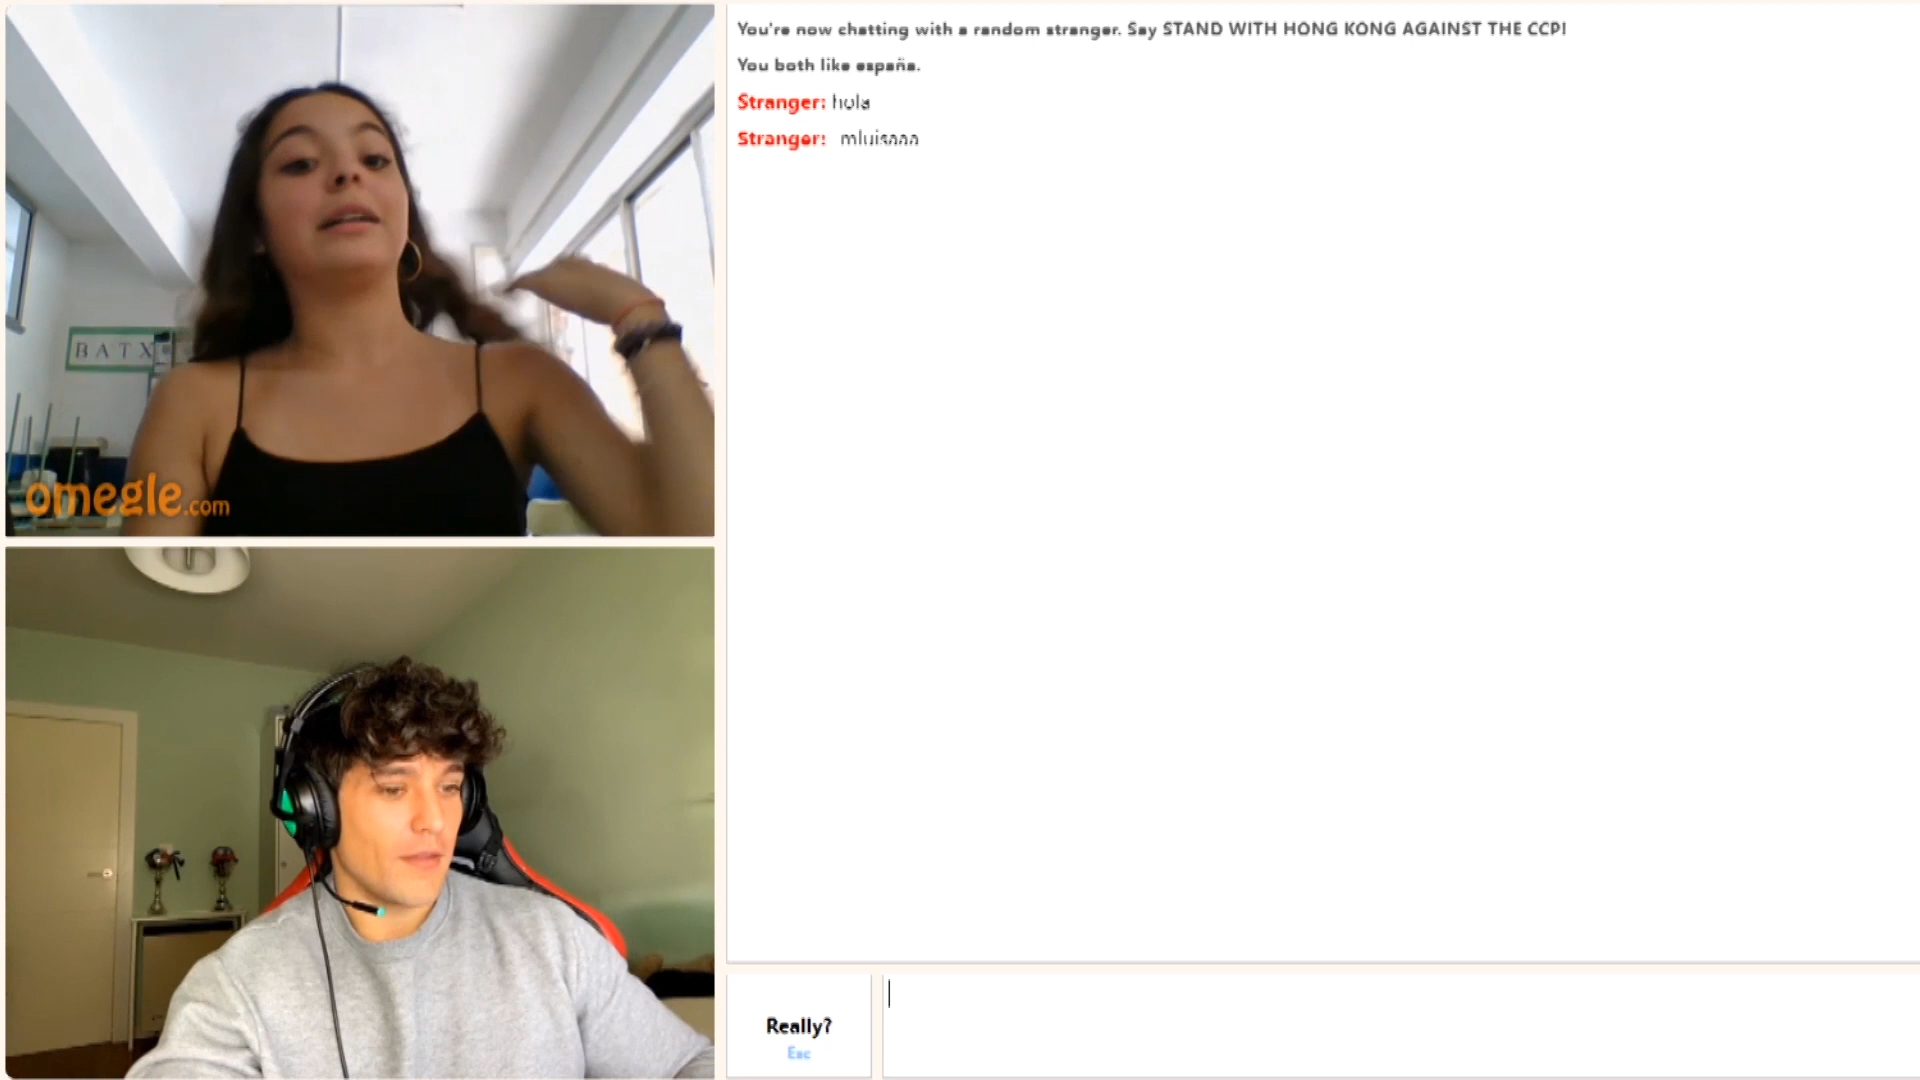 You're now chatting with a random stranger. Say STAND WITH HONG KONG AGAINST THE CCP!
You both like españa.
Stranger: hola
Stranger: mluisaaa
BATX
omegle.com
Really?
Esc